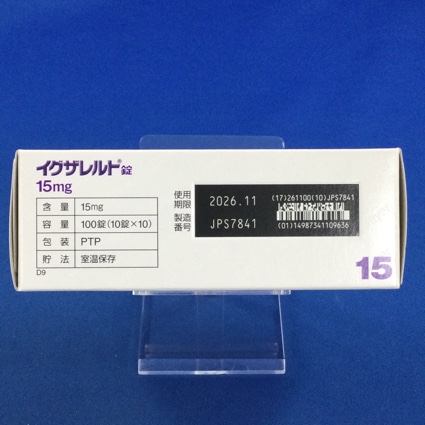 イグザレルト®錠
15mg
含 量 15mg
容 量 100錠(10錠×10)
包 装 PTP
貯 法 室温保存
D9
使用
期限 2026.11
製造
番号 JPS7841
(17)261100(10)JPS7841
(01)14987341109636
15